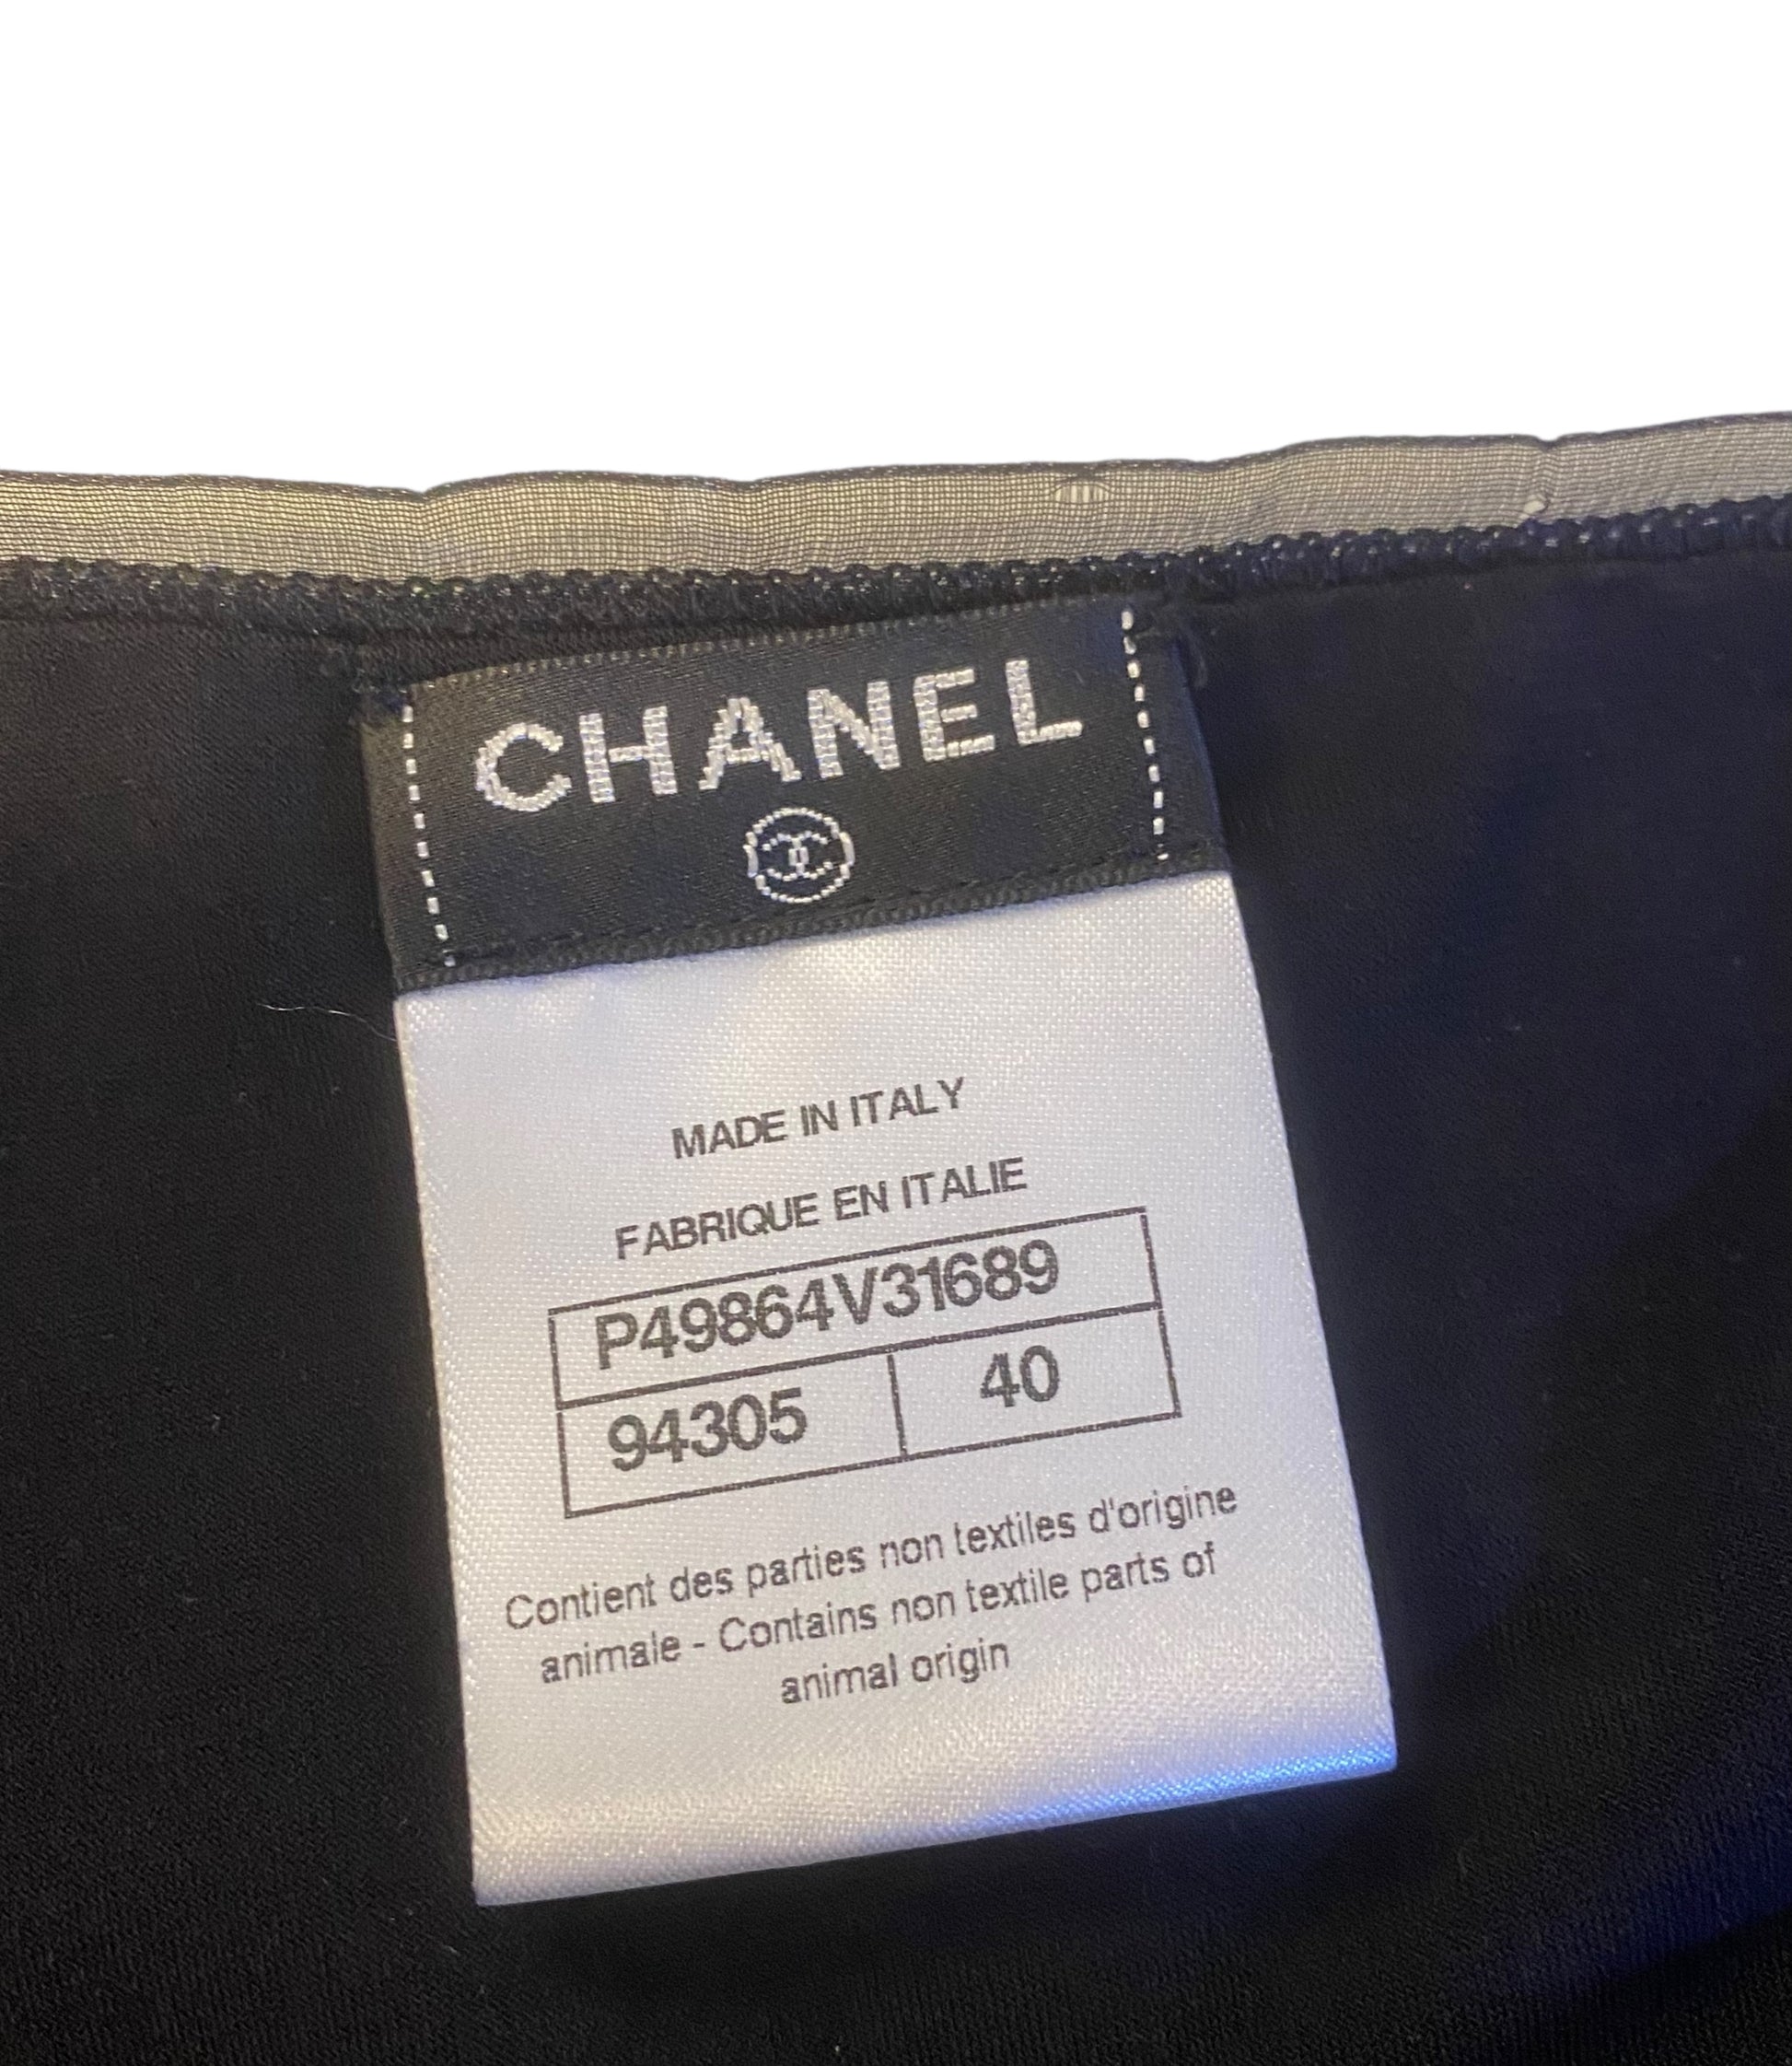 CHANEL
MADE IN ITALY
FABRIQUE EN ITALIE
P49864V31689
94305 40
Contient des parties non textiles d'origine
animale - Contains non textile parts of
animal origin